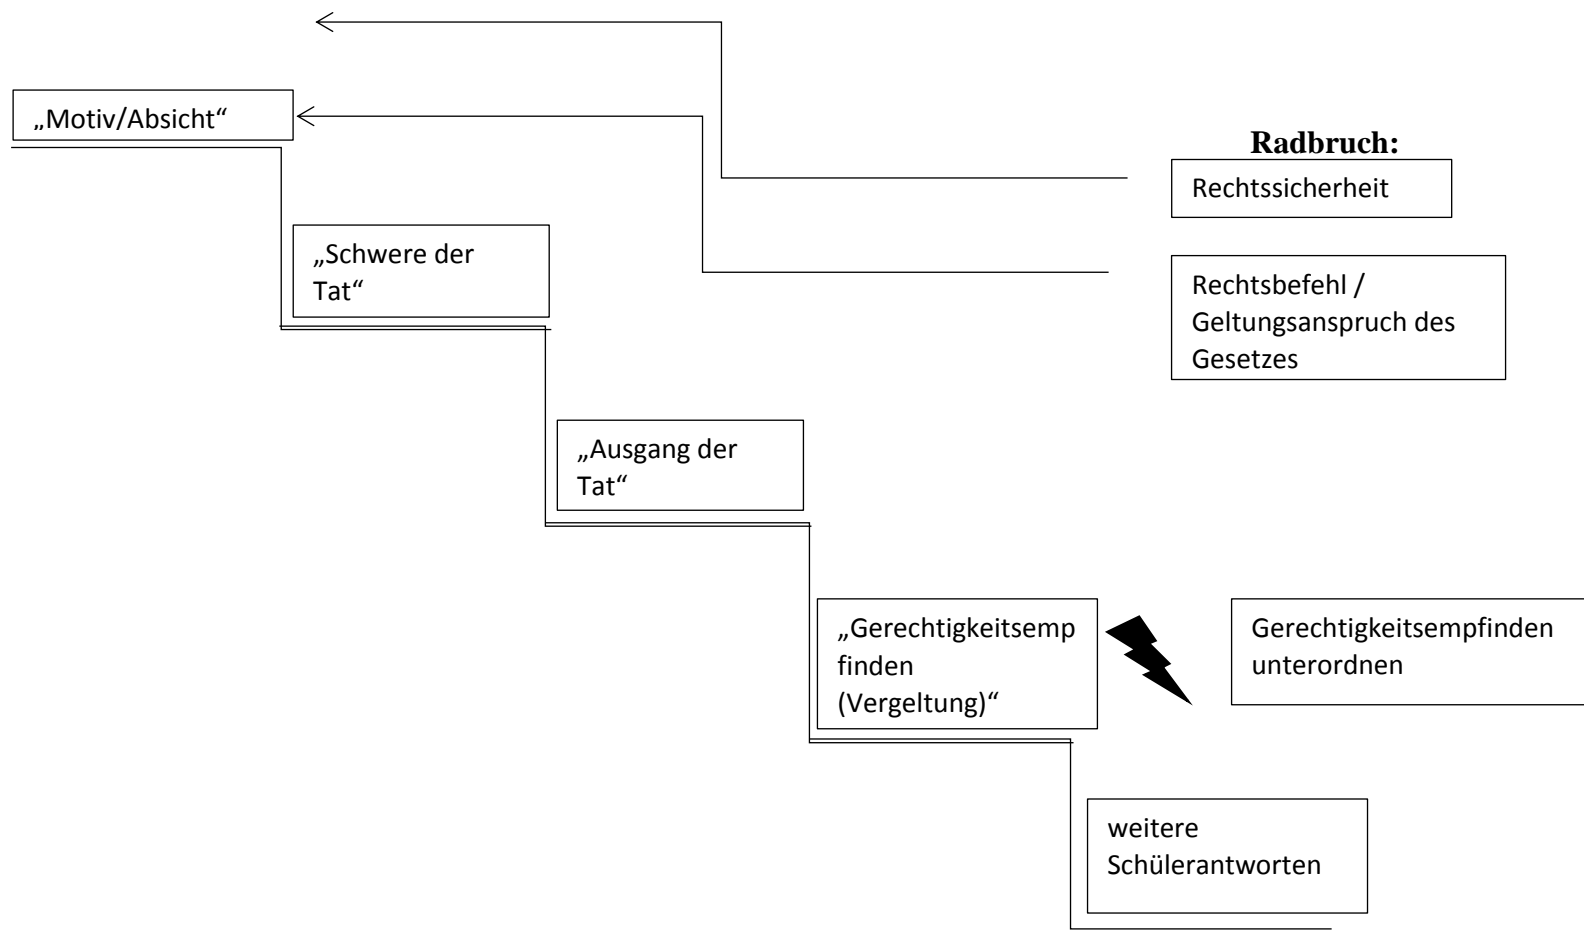 „Motiv/Absicht“
Radbruch:
Rechtssicherheit
„Schwere der
Tat“
Rechtsbefehl /
Geltungsanspruch des
Gesetzes
„Ausgang der
Tat“
„Gerechtigkeitsemp
finden
(Vergeltung)“
Gerechtigkeitsempfinden
unterordnen
weitere
Schülerantworten